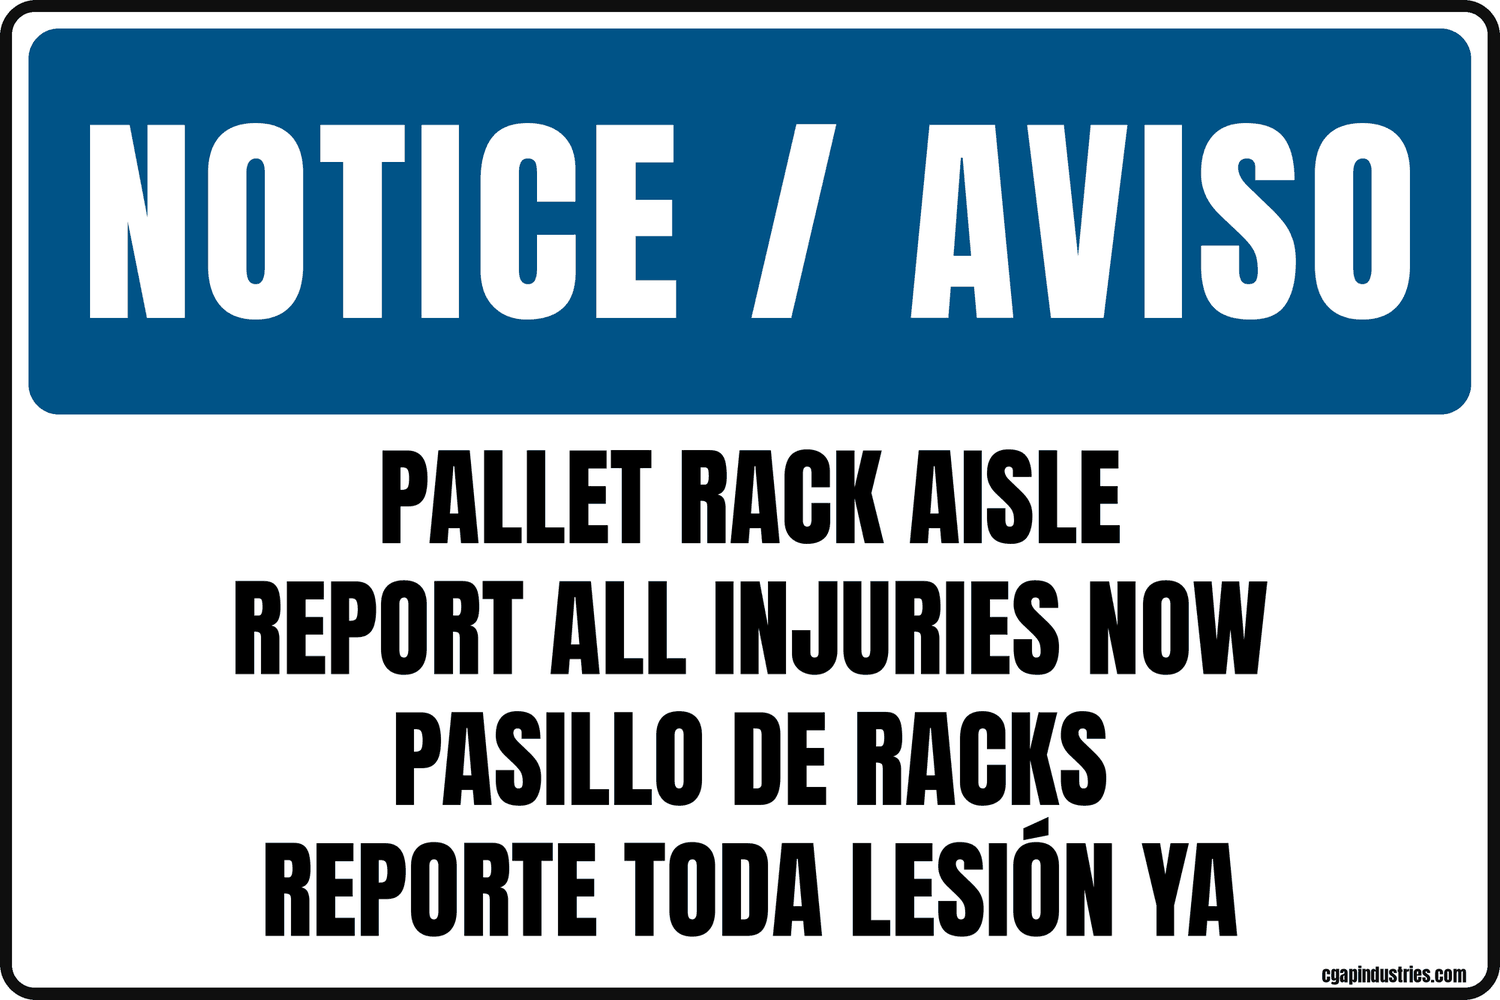 NOTICE / AVISO
PALLET RACK AISLE
REPORT ALL INJURIES NOW
PASILLO DE RACKS
REPORTE TODA LESIÓN YA
cgapindustries.com